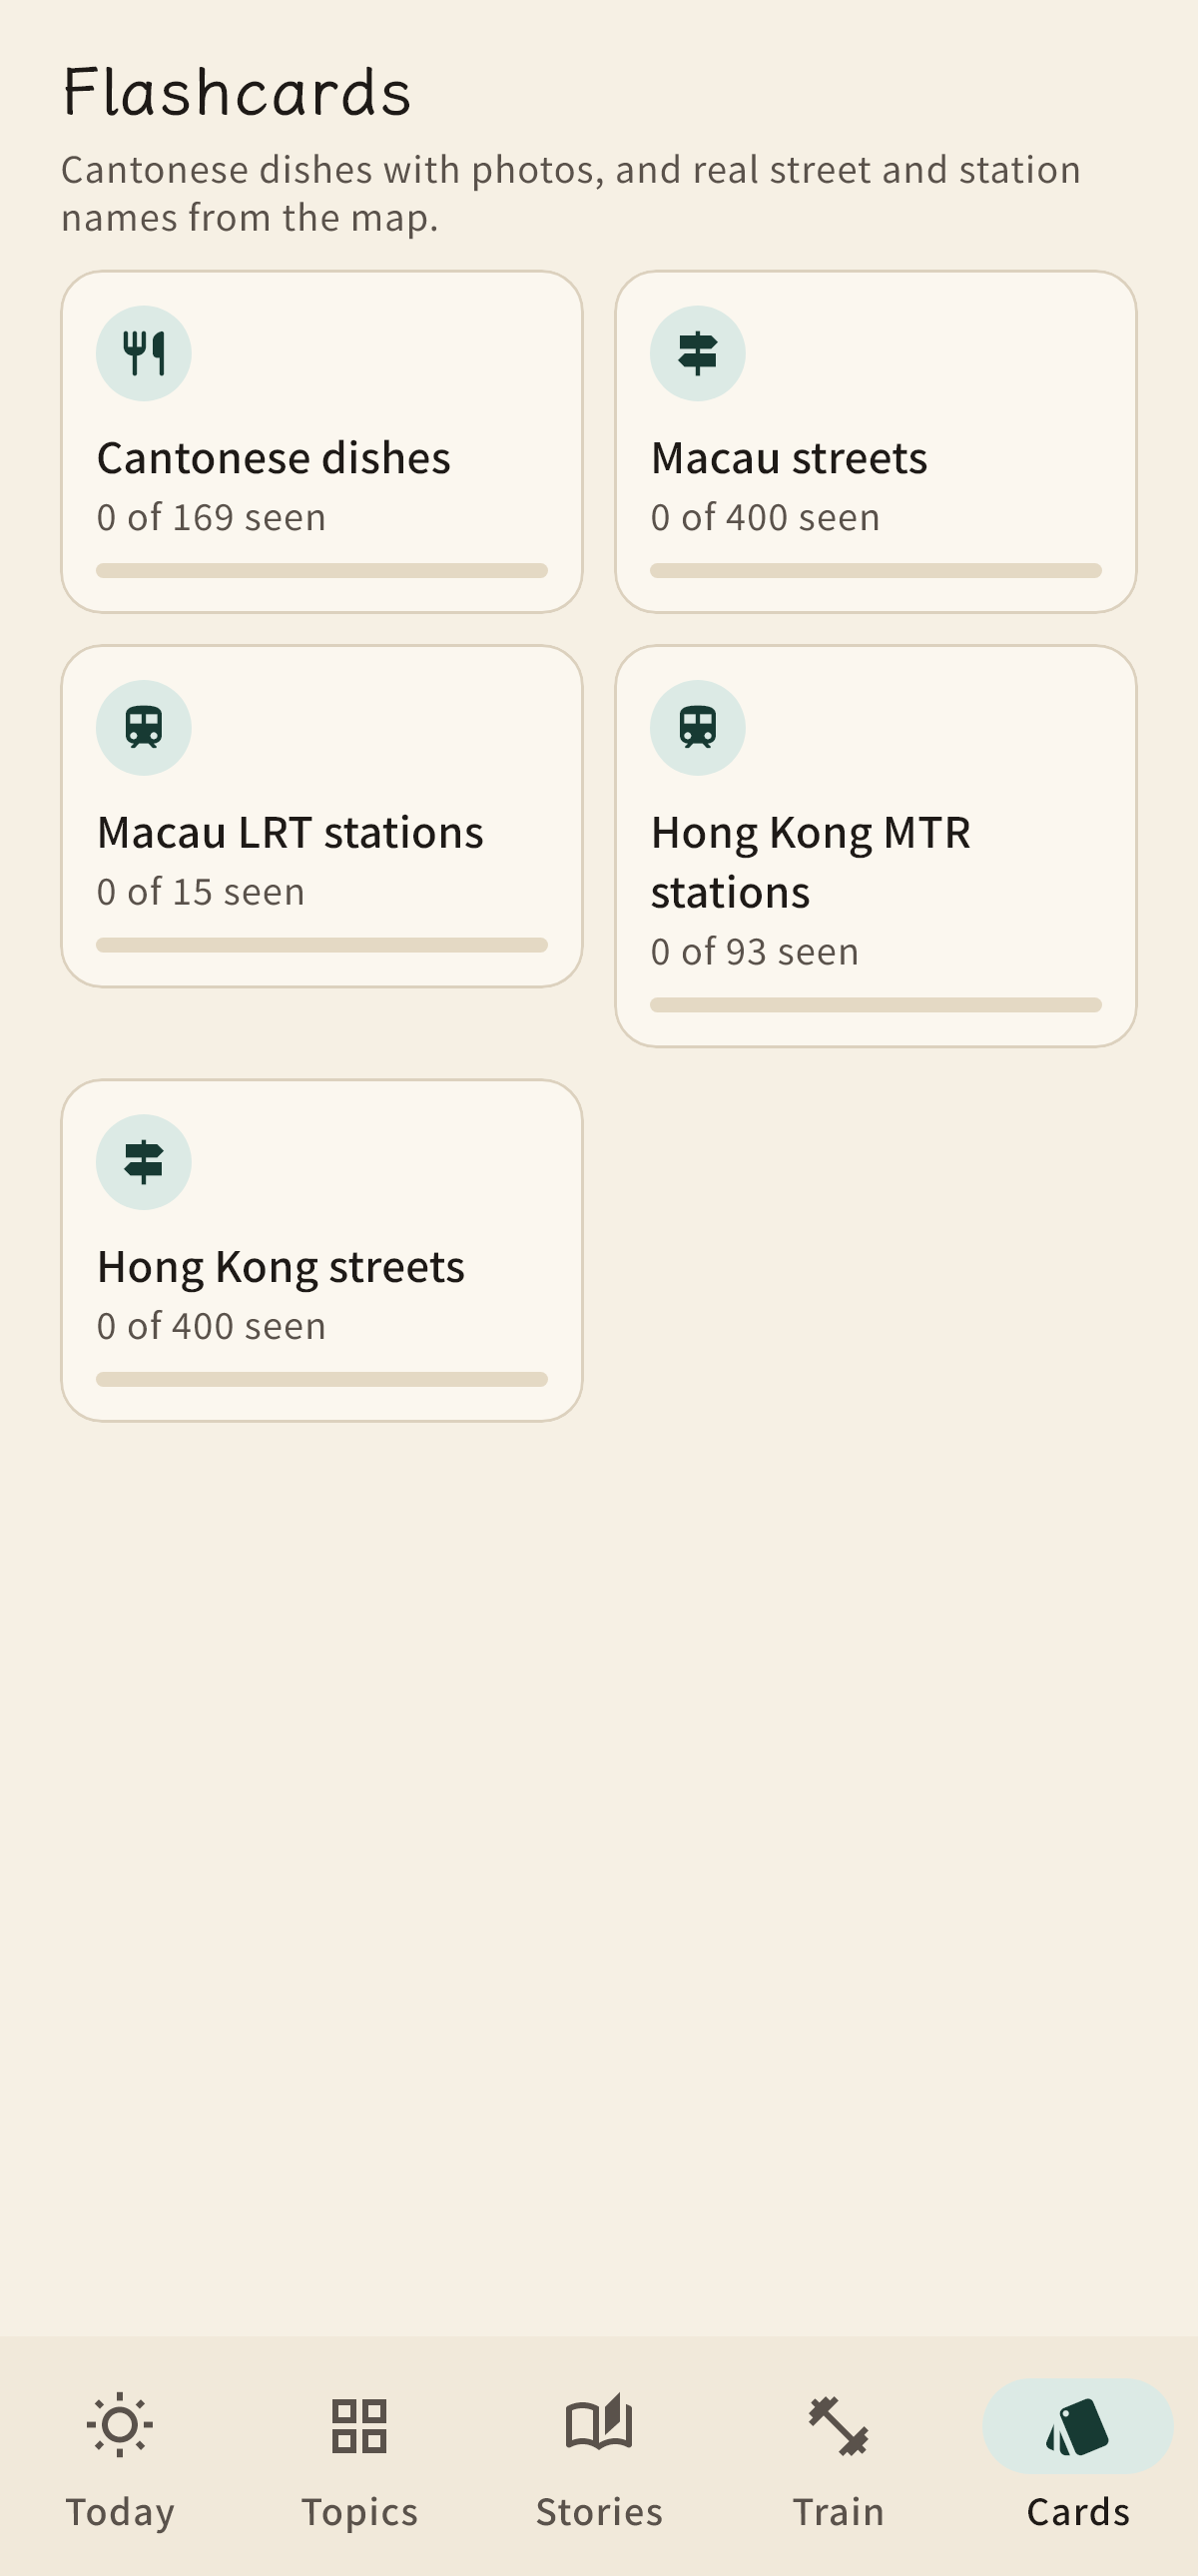 Flashcards
Cantonese dishes with photos, and real street and station
names from the map.
Cantonese dishes
0 of 169 seen
Macau streets
0 of 400 seen
Macau LRT stations
0 of 15 seen
Hong Kong MTR
stations
0 of 93 seen
Hong Kong streets
0 of 400 seen
Today
Topics
Stories
Train
Cards